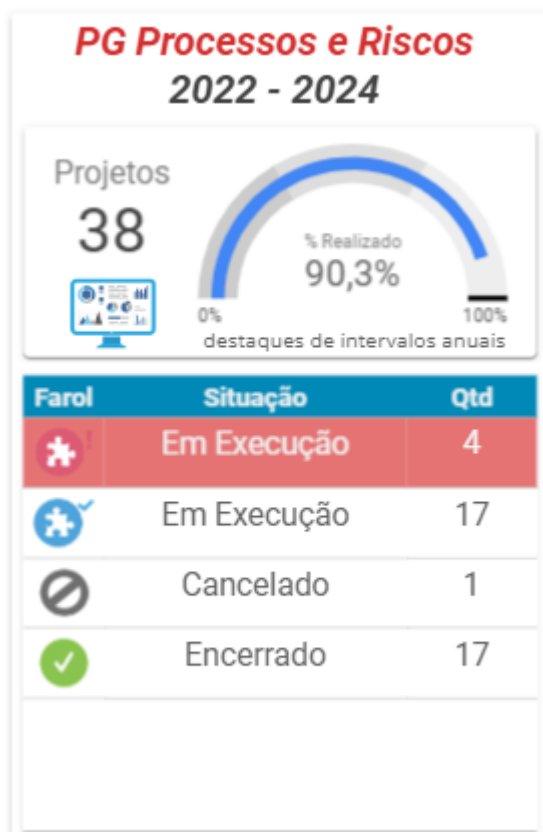 PG Processos e Riscos
2022 - 2024
Projetos
38
% Realizado
90,3%
0%
100%
destaques de intervalos anuais
Farol Situação Qtd
Em Execução 4
Em Execução 17
Cancelado 1
Encerrado 17